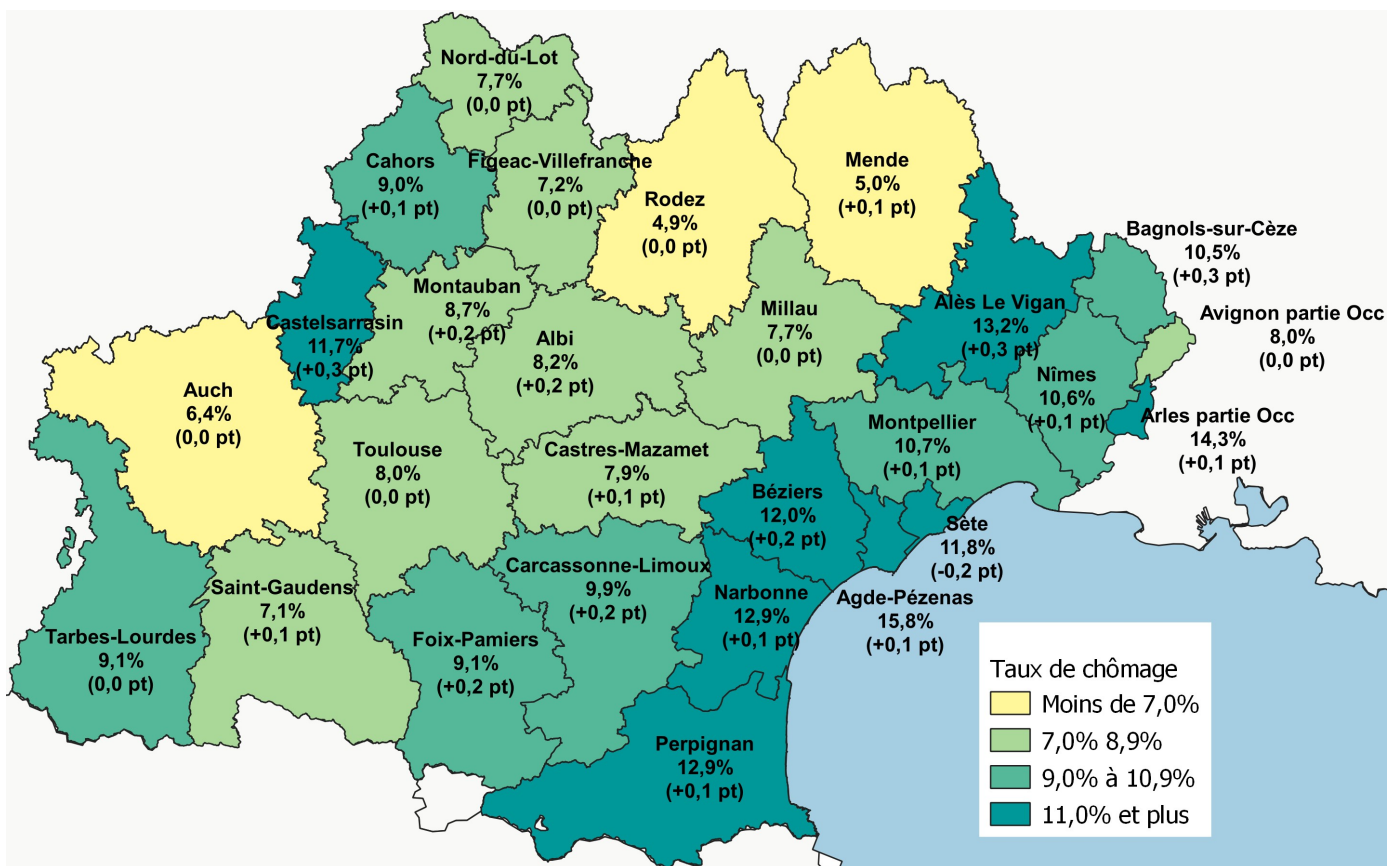 Nord-du-Lot
7,7%
(0,0 pt)
Cahors
9,0%
(+0,1 pt)
Figeac-Villefranche
7,2%
(0,0 pt)
Rodez
4,9%
(0,0 pt)
Mende
5,0%
(+0,1 pt)
Bagnols-sur-Cèze
10,5%
(+0,3 pt)
Avignon partie Occ
8,0%
(0,0 pt)
Montauban
8,7%
(+0,2 pt)
Castelsarrasin
11,7%
(+0,3 pt)
Albi
8,2%
(+0,2 pt)
Millau
7,7%
(0,0 pt)
Alès Le Vigan
13,2%
(+0,3 pt)
Nîmes
10,6%
(+0,1 pt)
Arles partie Occ
14,3%
(+0,1 pt)
Auch
6,4%
(0,0 pt)
Toulouse
8,0%
(0,0 pt)
Castres-Mazamet
7,9%
(+0,1 pt)
Montpellier
10,7%
(+0,1 pt)
Béziers
12,0%
(+0,2 pt)
Sète
11,8%
(-0,2 pt)
Agde-Pézenas
15,8%
(+0,1 pt)
Saint-Gaudens
7,1%
(+0,1 pt)
Tarbes-Lourdes
9,1%
(0,0 pt)
Foix-Pamiers
9,1%
(+0,2 pt)
Carcassonne-Limoux
9,9%
(+0,2 pt)
Narbonne
12,9%
(+0,1 pt)
Perpignan
12,9%
(+0,1 pt)
Taux de chômage
Moins de 7,0%
7,0% 8,9%
9,0% à 10,9%
11,0% et plus